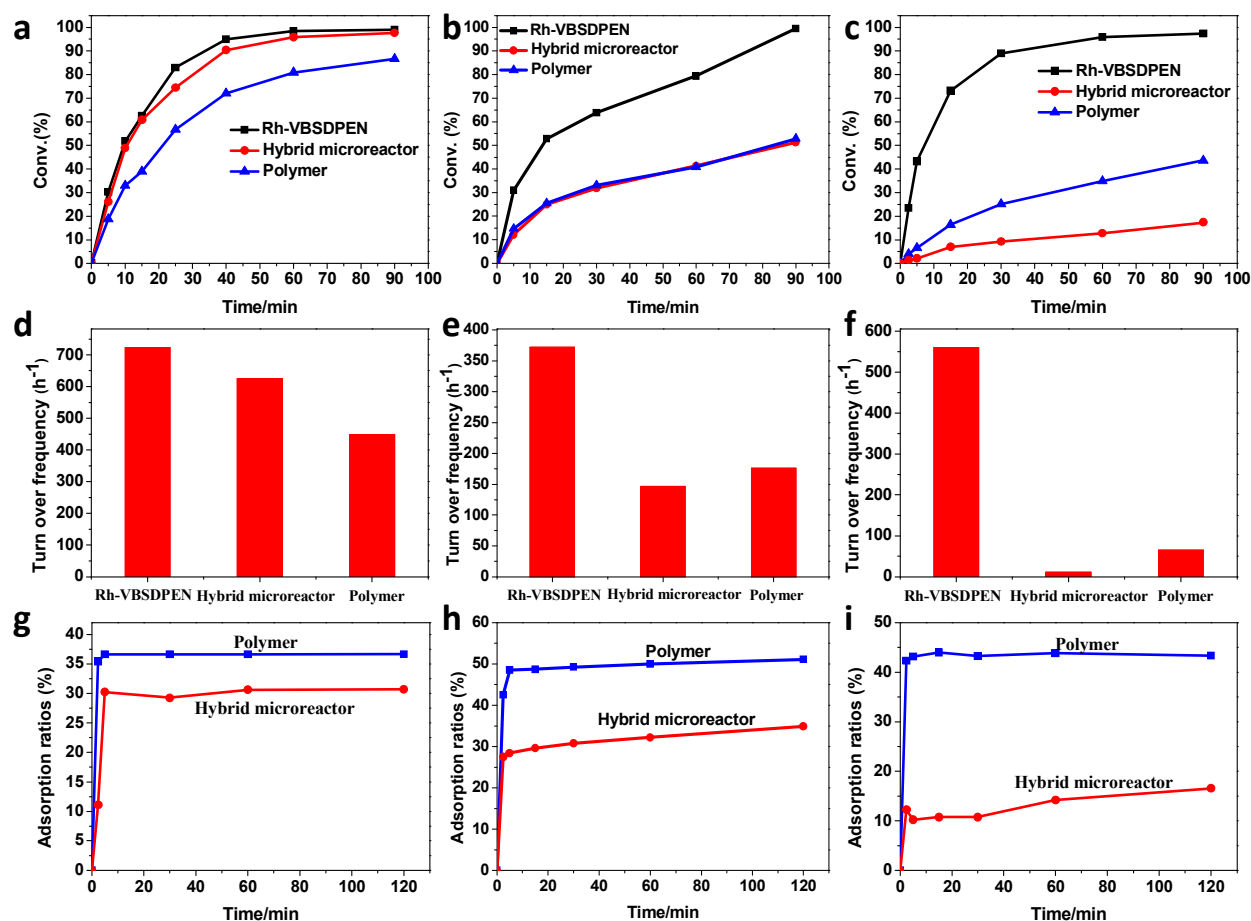 a
Conv.(%)
100
90
80
70
60
50
40
30
20
10
0
Rh-VBSDPEN
Hybrid microreactor
Polymer
0 10 20 30 40 50 60 70 80 90 100
Time/min
b
Conv. (%)
100
90
80
70
60
50
40
30
20
10
0
Rh-VBSDPEN
Hybrid microreactor
Polymer
0 10 20 30 40 50 60 70 80 90 100
Time/min
c
Conv. (%)
100
90
80
70
60
50
40
30
20
10
0
Rh-VBSDPEN
Hybrid microreactor
Polymer
0 10 20 30 40 50 60 70 80 90 100
Time/min
d
Turn over frequency (h⁻¹)
700
600
500
400
300
200
100
0
Rh-VBSDPEN Hybrid microreactor Polymer
e
Turn over frequency (h⁻¹)
400
350
300
250
200
150
100
50
0
Rh-VBSDPEN Hybrid microreactor Polymer
f
Turn over frequency (h⁻¹)
600
500
400
300
200
100
0
Rh-VBSDPEN Hybrid microreactor Polymer
g
Adsorption ratios (%)
45
40
35
30
25
20
15
10
5
0
Polymer
Hybrid microreactor
0 20 40 60 80 100 120
Time/min
h
Adsorption ratios (%)
60
50
40
30
20
10
0
Polymer
Hybrid microreactor
0 20 40 60 80 100 120
Time/min
i
Adsorption ratios (%)
50
40
30
20
10
0
Polymer
Hybrid microreactor
0 20 40 60 80 100 120
Time/min